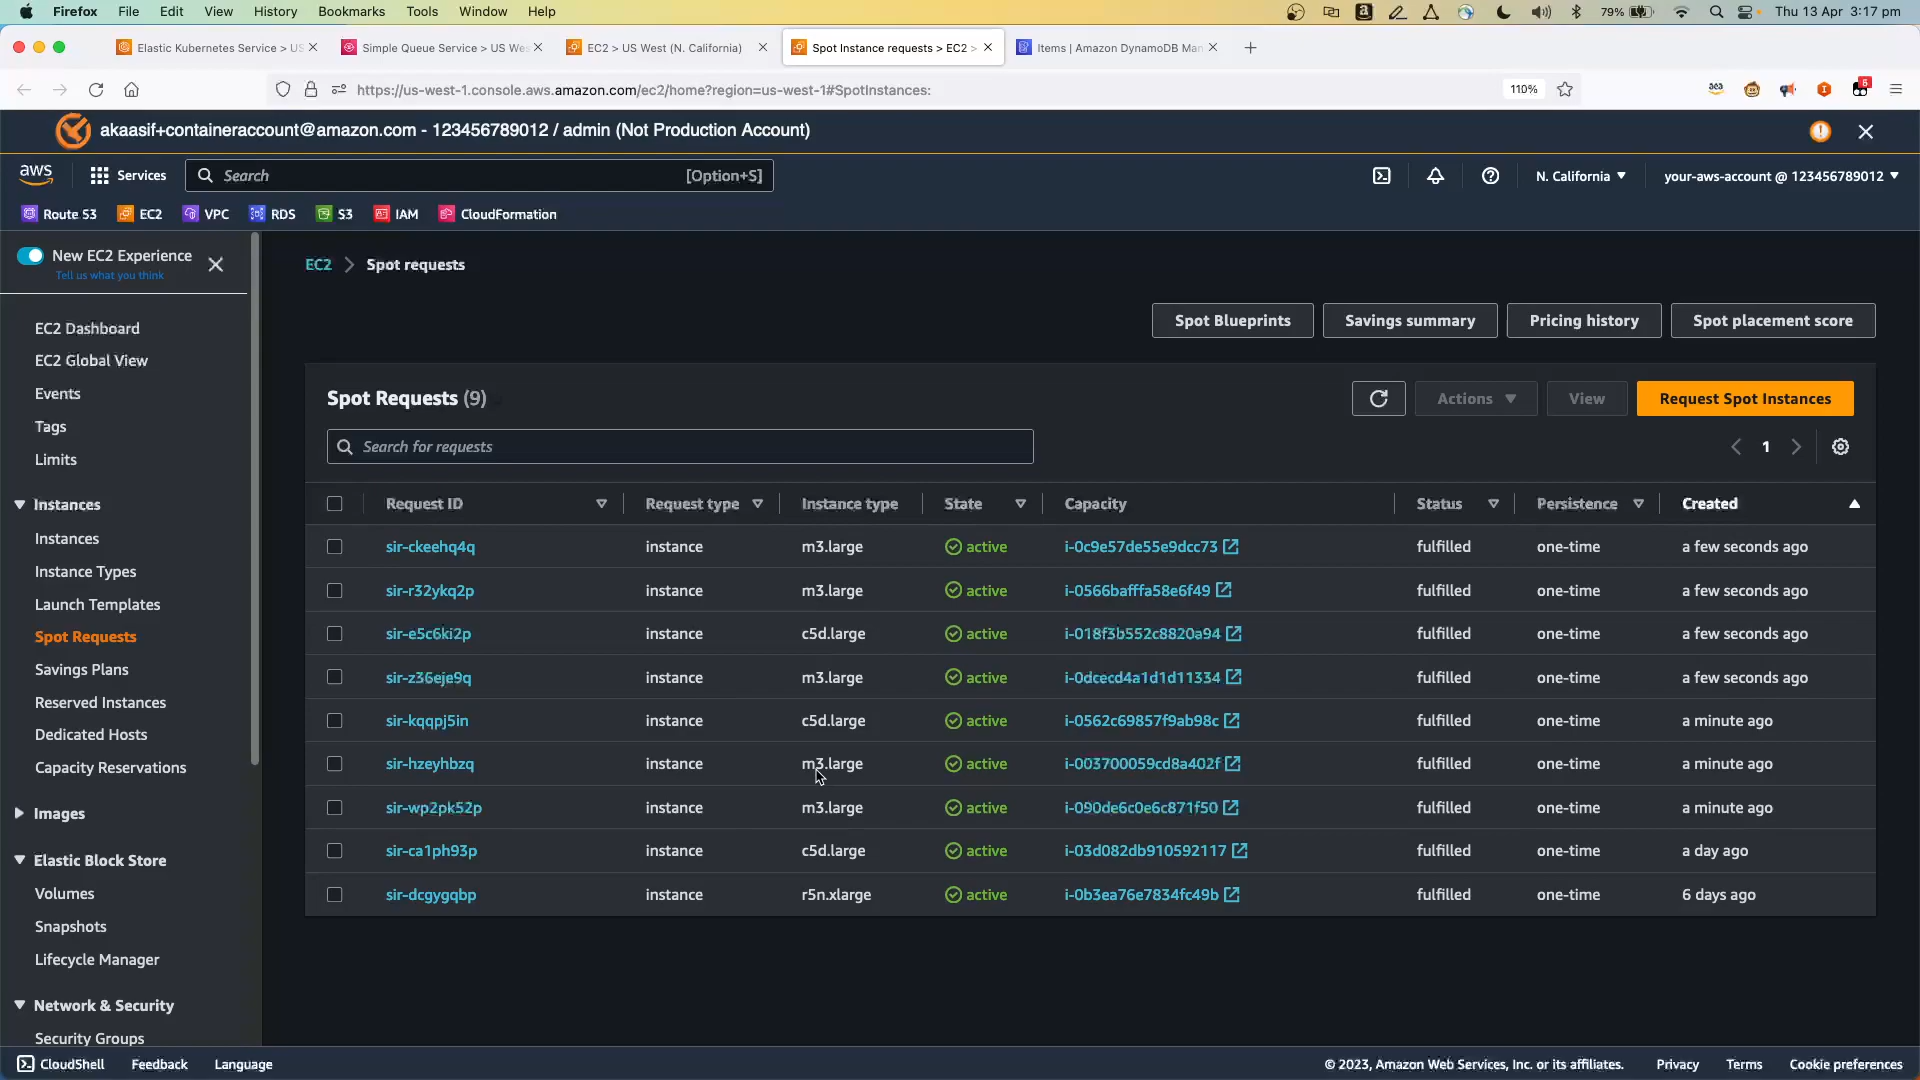 Firefox File Edit View History Bookmarks Tools Window Help 79% Thu 13 Apr 3:17 pm
Elastic Kubernetes Service > US Simple Queue Service > US Wes EC2 > US West (N. California) Spot Instance requests > EC2 > Items | Amazon DynamoDB Man
https://us-west-1.console.aws.amazon.com/ec2/home?region=us-west-1#SpotInstances: 110% 5
akaasif+containeraccount@amazon.com - 123456789012 / admin (Not Production Account)
aws Services Search [Option+S] N. California your-aws-account @ 123456789012
Route 53 EC2 VPC RDS S3 IAM CloudFormation
New EC2 Experience
Tell us what you think
EC2 Dashboard
EC2 Global View
Events
Tags
Limits
Instances
Instances
Instance Types
Launch Templates
Spot Requests
Savings Plans
Reserved Instances
Dedicated Hosts
Capacity Reservations
Images
Elastic Block Store
Volumes
Snapshots
Lifecycle Manager
Network & Security
Security Groups
EC2 > Spot requests
Spot Blueprints Savings summary Pricing history Spot placement score
Spot Requests (9) Actions View Request Spot Instances
Search for requests 1
Request ID Request type Instance type State Capacity Status Persistence Created
sir-ckeehq4q instance m3.large active i-0c9e57de55e9dcc73 fulfilled one-time a few seconds ago
sir-r32ykq2p instance m3.large active i-0566bafffa58e6f49 fulfilled one-time a few seconds ago
sir-e5c6ki2p instance c5d.large active i-018f3b552c8820a94 fulfilled one-time a few seconds ago
sir-z36eje9q instance m3.large active i-0dcecd4a1d1d11334 fulfilled one-time a few seconds ago
sir-kqqpj5in instance c5d.large active i-0562c69857f9ab98c fulfilled one-time a minute ago
sir-hzeyhbzq instance m3.large active i-003700059cd8a402f fulfilled one-time a minute ago
sir-wp2pk52p instance m3.large active i-090de6c0e6c871f50 fulfilled one-time a minute ago
sir-ca1ph93p instance c5d.large active i-03d082db910592117 fulfilled one-time a day ago
sir-dcgygqbp instance r5n.xlarge active i-0b3ea76e7834fc49b fulfilled one-time 6 days ago
CloudShell Feedback Language © 2023, Amazon Web Services, Inc. or its affiliates. Privacy Terms Cookie preferences